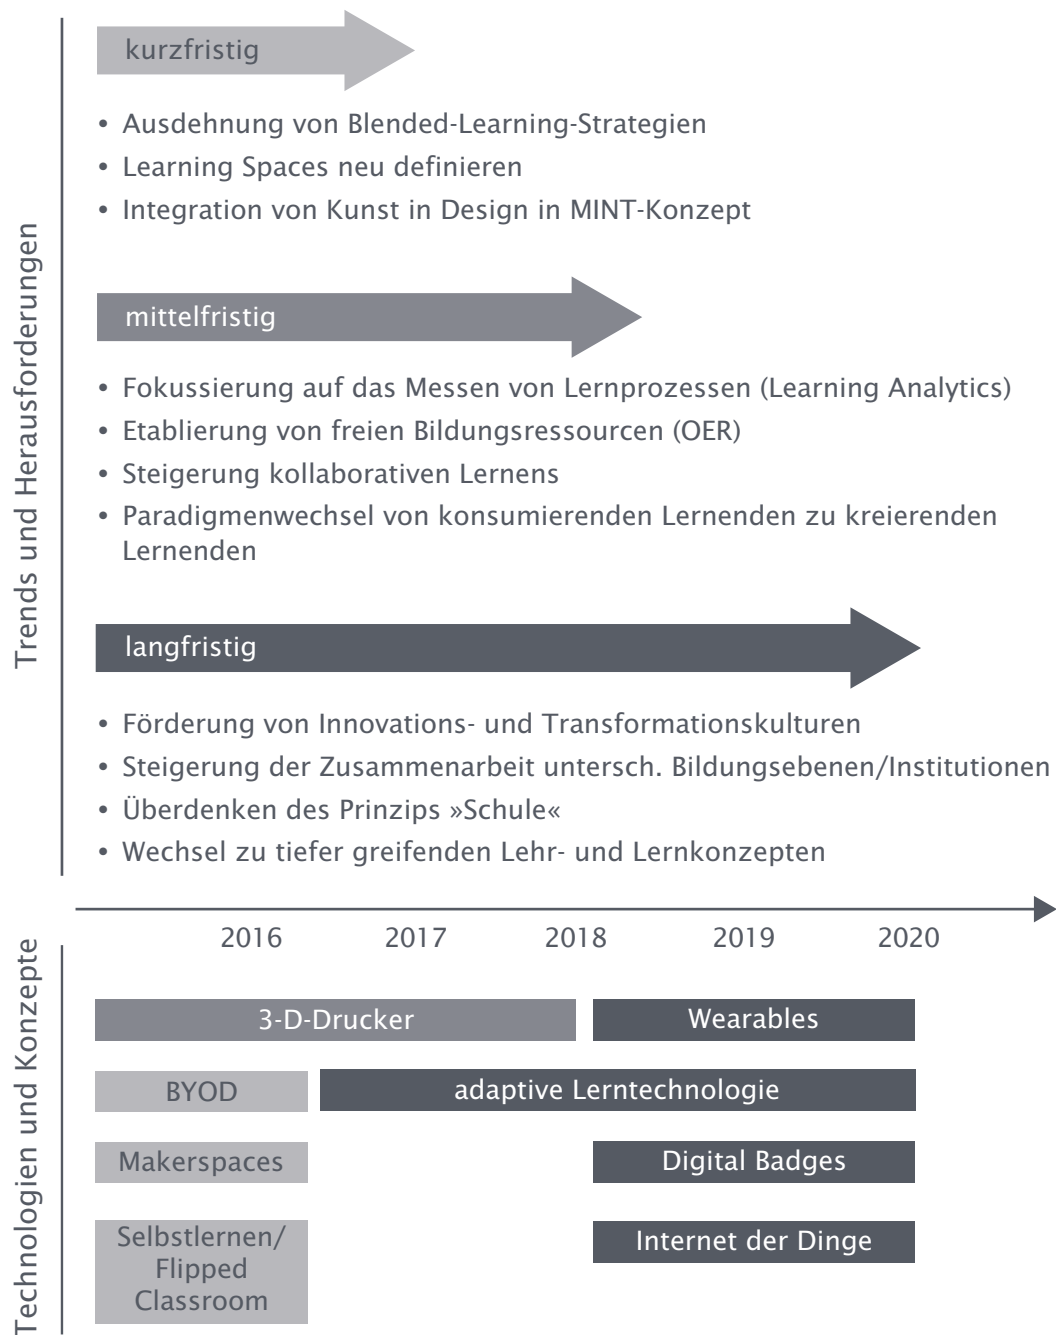 Trends und Herausforderungen
kurzfristig
• Ausdehnung von Blended-Learning-Strategien
• Learning Spaces neu definieren
• Integration von Kunst in Design in MINT-Konzept
mittelfristig
• Fokussierung auf das Messen von Lernprozessen (Learning Analytics)
• Etablierung von freien Bildungsressourcen (OER)
• Steigerung kollaborativen Lernens
• Paradigmenwechsel von konsumierenden Lernenden zu kreierenden
Lernenden
langfristig
• Förderung von Innovations- und Transformationskulturen
• Steigerung der Zusammenarbeit untersch. Bildungsebenen/Institutionen
• Überdenken des Prinzips »Schule«
• Wechsel zu tiefer greifenden Lehr- und Lernkonzepten
2016 2017 2018 2019 2020
Technologien und Konzepte
3-D-Drucker Wearables
BYOD adaptive Lerntechnologie
Makerspaces Digital Badges
Selbstlernen/
Flipped
Classroom
Internet der Dinge